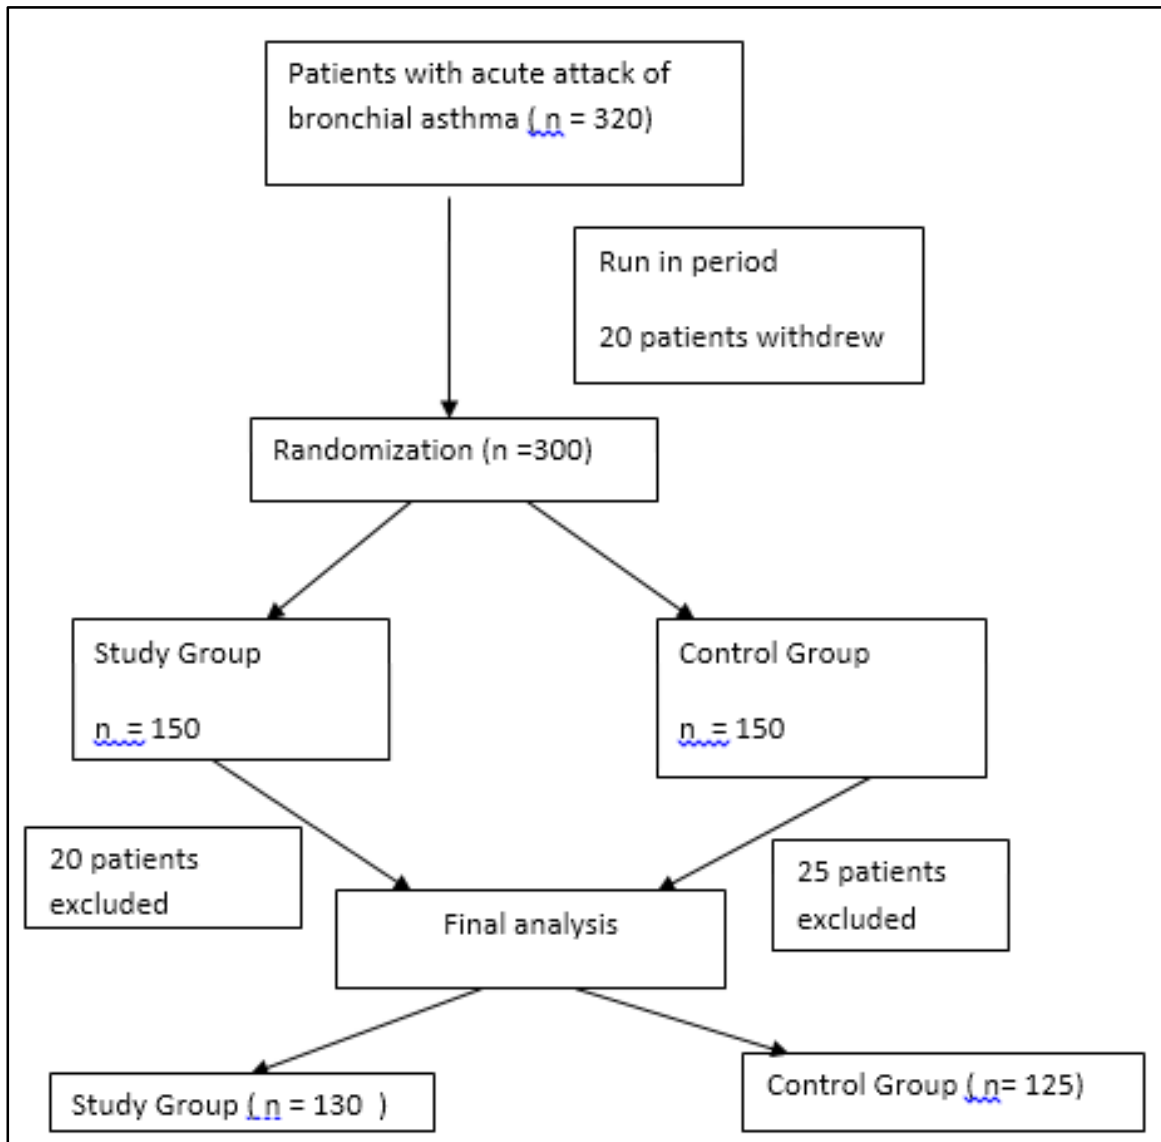 Patients with acute attack of
bronchial asthma ( n = 320)
Run in period
20 patients withdrew
Randomization (n =300)
Study Group
n = 150
Control Group
n = 150
20 patients
excluded
25 patients
excluded
Final analysis
Study Group ( n = 130 )
Control Group ( n= 125)